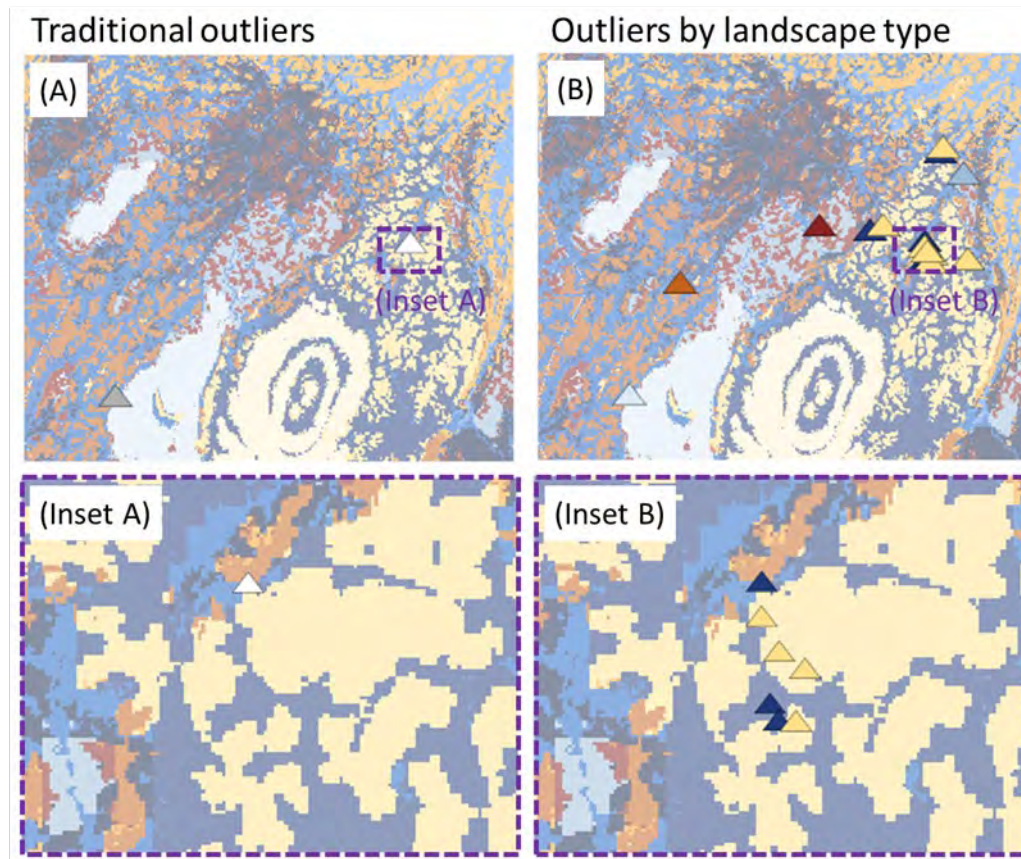 Traditional outliers
Outliers by landscape type
(A)
(B)
(Inset A)
(Inset B)
(Inset A)
(Inset B)